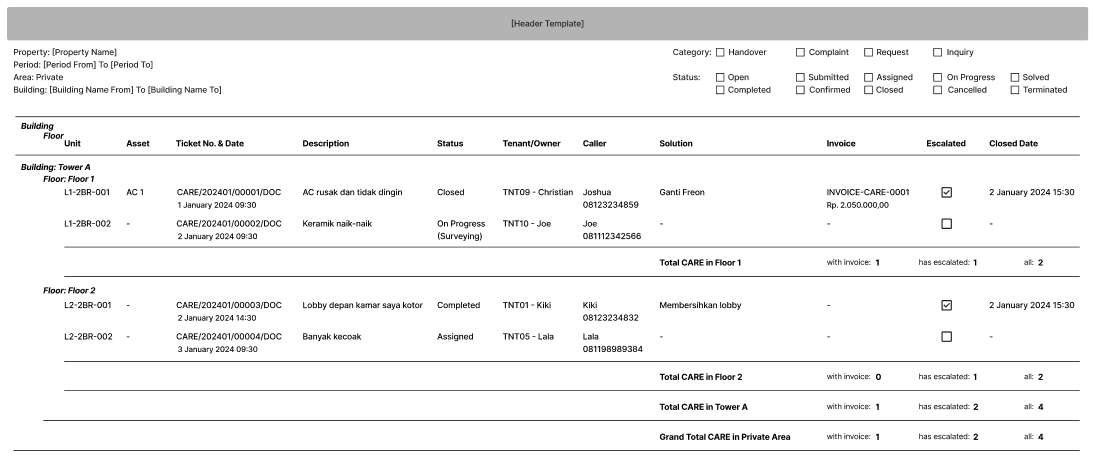 [Header Template]
Property: [Property Name]
Period: [Period From] To [Period To]
Area: Private
Building: [Building Name From] To [Building Name To]
Category: Handover Complaint Request Inquiry
Status: Open Submitted Assigned On Progress Solved
Completed Confirmed Closed Cancelled Terminated
Building
Floor
Unit Asset Ticket No. & Date Description Status Tenant/Owner Caller Solution Invoice Escalated Closed Date
Building: Tower A
Floor: Floor 1
L1-2BR-001 AC 1 CARE/202401/00001/DOC AC rusak dan tidak dingin Closed TNT09 - Christian Joshua Ganti Freon INVOICE-CARE-0001 2 January 2024 15:30
1 January 2024 09:30 08123234859 Rp. 2.050.000,00
L1-2BR-002 - CARE/202401/00002/DOC Keramik naik-naik On Progress TNT10 - Joe Joe - - -
2 January 2024 09:30 (Surveying) 081112342566
Total CARE in Floor 1 with invoice: 1 has escalated: 1 all: 2
Floor: Floor 2
L2-2BR-001 - CARE/202401/00003/DOC Lobby depan kamar saya kotor Completed TNT01 - Kiki Kiki Membersihkan lobby - 2 January 2024 15:30
2 January 2024 14:30 08123234832
L2-2BR-002 - CARE/202401/00004/DOC Banyak kecoak Assigned TNT05 - Lala Lala - - -
3 January 2024 09:30 081198989384
Total CARE in Floor 2 with invoice: 0 has escalated: 1 all: 2
Total CARE in Tower A with invoice: 1 has escalated: 2 all: 4
Grand Total CARE in Private Area with invoice: 1 has escalated: 2 all: 4